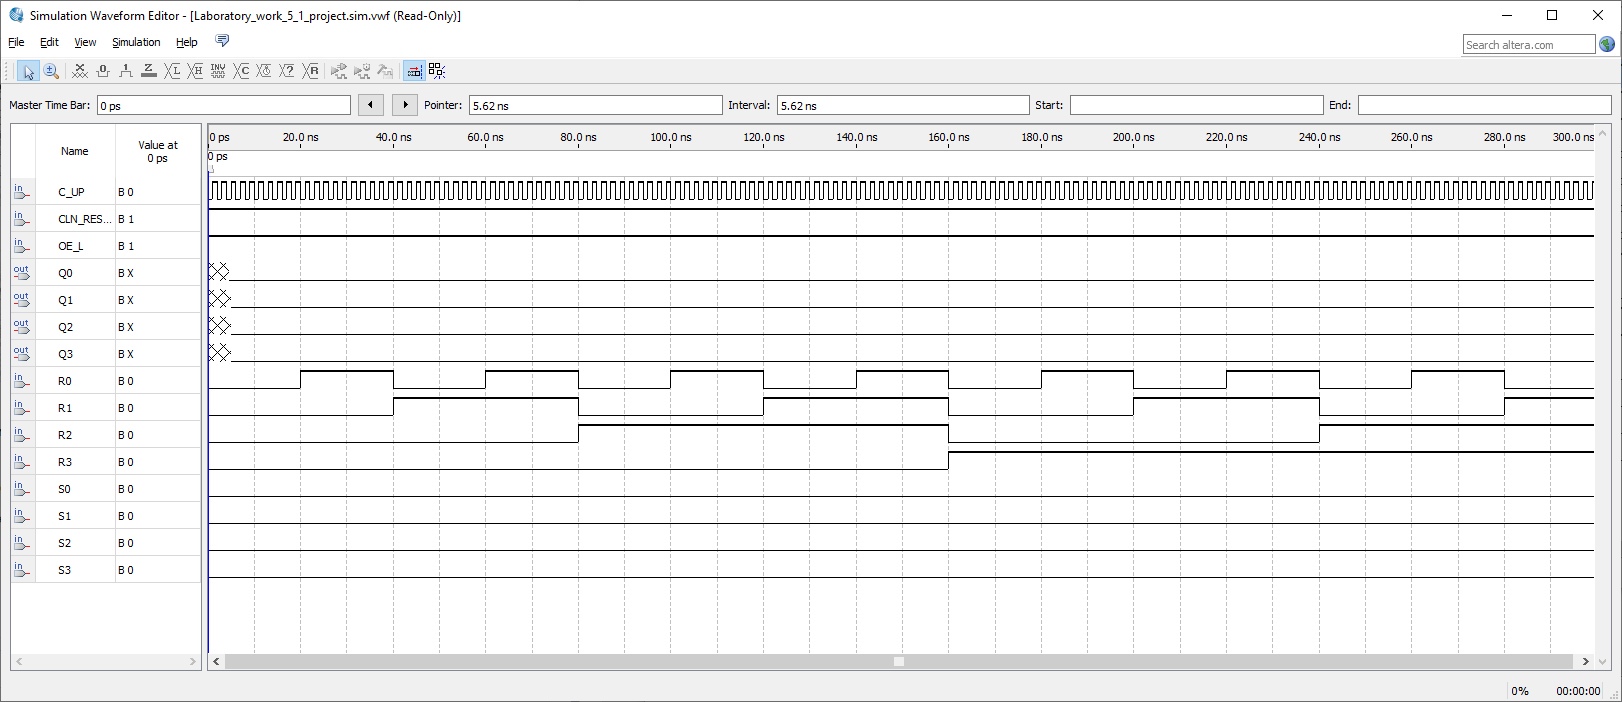 Simulation Waveform Editor - [Laboratory_work_5_1_project.sim.vwf (Read-Only)]
File Edit View Simulation Help
Search altera.com
Master Time Bar: 0 ps Pointer: 5.62 ns Interval: 5.62 ns Start: End:
Name Value at 0 ps
0 ps 20.0 ns 40.0 ns 60.0 ns 80.0 ns 100.0 ns 120.0 ns 140.0 ns 160.0 ns 180.0 ns 200.0 ns 220.0 ns 240.0 ns 260.0 ns 280.0 ns 300.0 ns
0 ps
in C_UP B 0
in CLN_RES... B 1
in OE_L B 1
out Q0 B X
out Q1 B X
out Q2 B X
out Q3 B X
in R0 B 0
in R1 B 0
in R2 B 0
in R3 B 0
in S0 B 0
in S1 B 0
in S2 B 0
in S3 B 0
0% 00:00:00